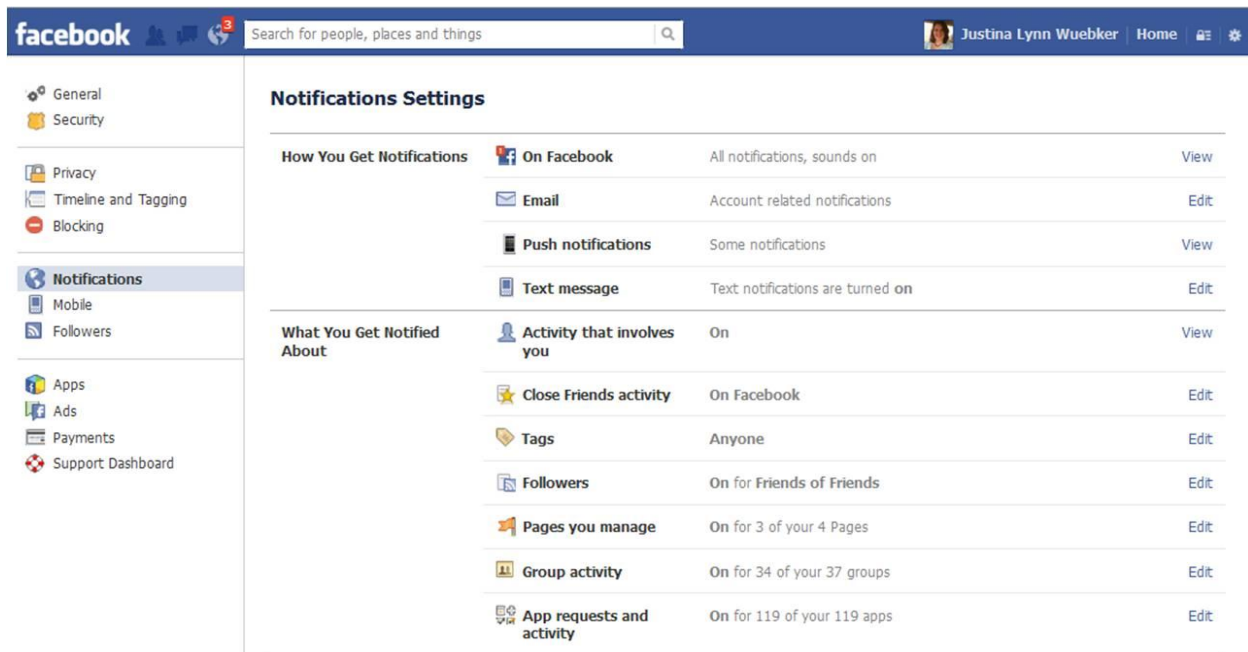 facebook
3
Search for people, places and things
Justina Lynn Wuebker
Home
General
Security
Privacy
Timeline and Tagging
Blocking
Notifications
Mobile
Followers
Apps
Ads
Payments
Support Dashboard
Notifications Settings
How You Get Notifications
On Facebook All notifications, sounds on View
Email Account related notifications Edit
Push notifications Some notifications View
Text message Text notifications are turned on Edit
What You Get Notified
About
Activity that involves
you
On View
Close Friends activity On Facebook Edit
Tags Anyone Edit
Followers On for Friends of Friends Edit
Pages you manage On for 3 of your 4 Pages Edit
Group activity On for 34 of your 37 groups Edit
App requests and
activity
On for 119 of your 119 apps Edit